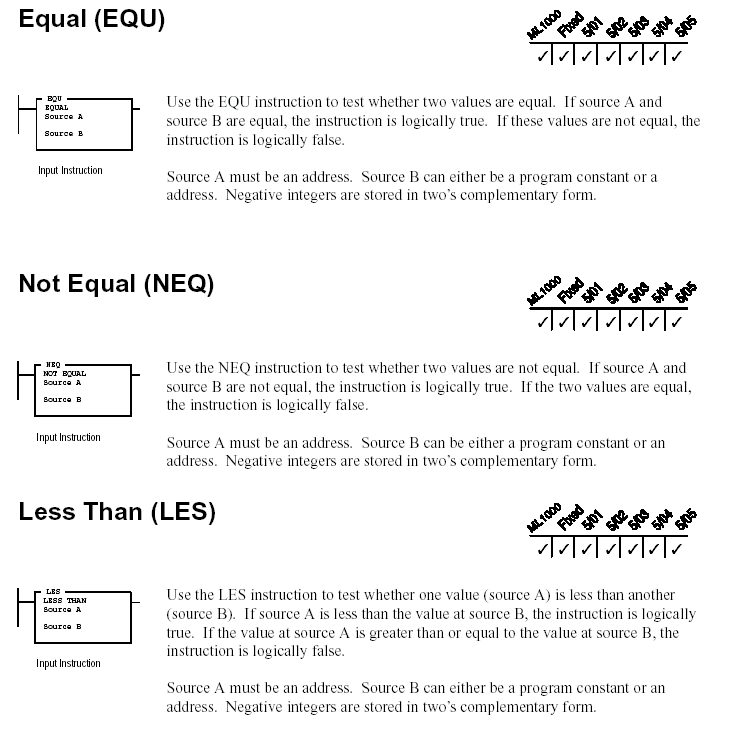 Equal (EQU)
ML1000 Fixed 5/01 5/02 5/03 5/04 5/05
✓ ✓ ✓ ✓ ✓ ✓ ✓
EQU
EQUAL
Source A
Source B
Input Instruction
Use the EQU instruction to test whether two values are equal. If source A and
source B are equal, the instruction is logically true. If these values are not equal, the
instruction is logically false.
Source A must be an address. Source B can either be a program constant or a
address. Negative integers are stored in two's complementary form.
Not Equal (NEQ)
ML1000 Fixed 5/01 5/02 5/03 5/04 5/05
✓ ✓ ✓ ✓ ✓ ✓ ✓
NEQ
NOT EQUAL
Source A
Source B
Input Instruction
Use the NEQ instruction to test whether two values are not equal. If source A and
source B are not equal, the instruction is logically true. If the two values are equal,
the instruction is logically false.
Source A must be an address. Source B can be either a program constant or an
address. Negative integers are stored in two's complementary form.
Less Than (LES)
ML1000 Fixed 5/01 5/02 5/03 5/04 5/05
✓ ✓ ✓ ✓ ✓ ✓ ✓
LES
LESS THAN
Source A
Source B
Input Instruction
Use the LES instruction to test whether one value (source A) is less than another
(source B). If source A is less than the value at source B, the instruction is logically
true. If the value at source A is greater than or equal to the value at source B, the
instruction is logically false.
Source A must be an address. Source B can either be a program constant or an
address. Negative integers are stored in two's complementary form.